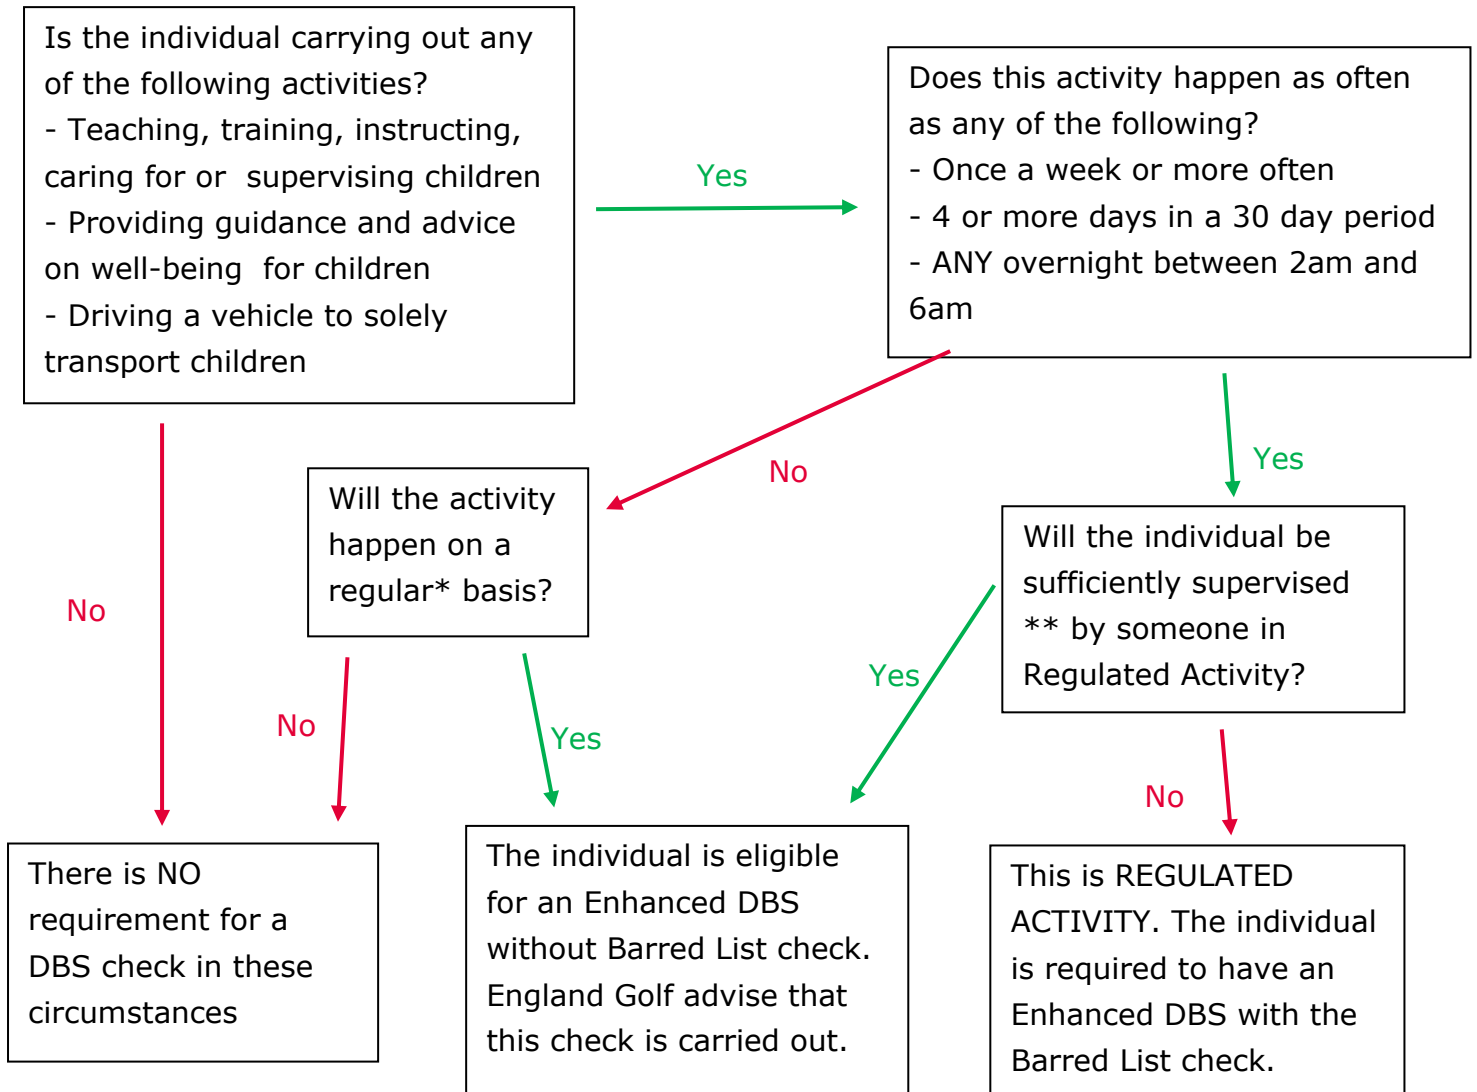 Is the individual carrying out any
of the following activities?
- Teaching, training, instructing,
caring for or supervising children
- Providing guidance and advice
on well-being for children
- Driving a vehicle to solely
transport children
Yes
Does this activity happen as often
as any of the following?
- Once a week or more often
- 4 or more days in a 30 day period
- ANY overnight between 2am and
6am
No
No
Yes
Will the activity
happen on a
regular* basis?
Will the individual be
sufficiently supervised
** by someone in
Regulated Activity?
No
Yes
Yes
No
There is NO
requirement for a
DBS check in these
circumstances
The individual is eligible
for an Enhanced DBS
without Barred List check.
England Golf advise that
this check is carried out.
This is REGULATED
ACTIVITY. The individual
is required to have an
Enhanced DBS with the
Barred List check.